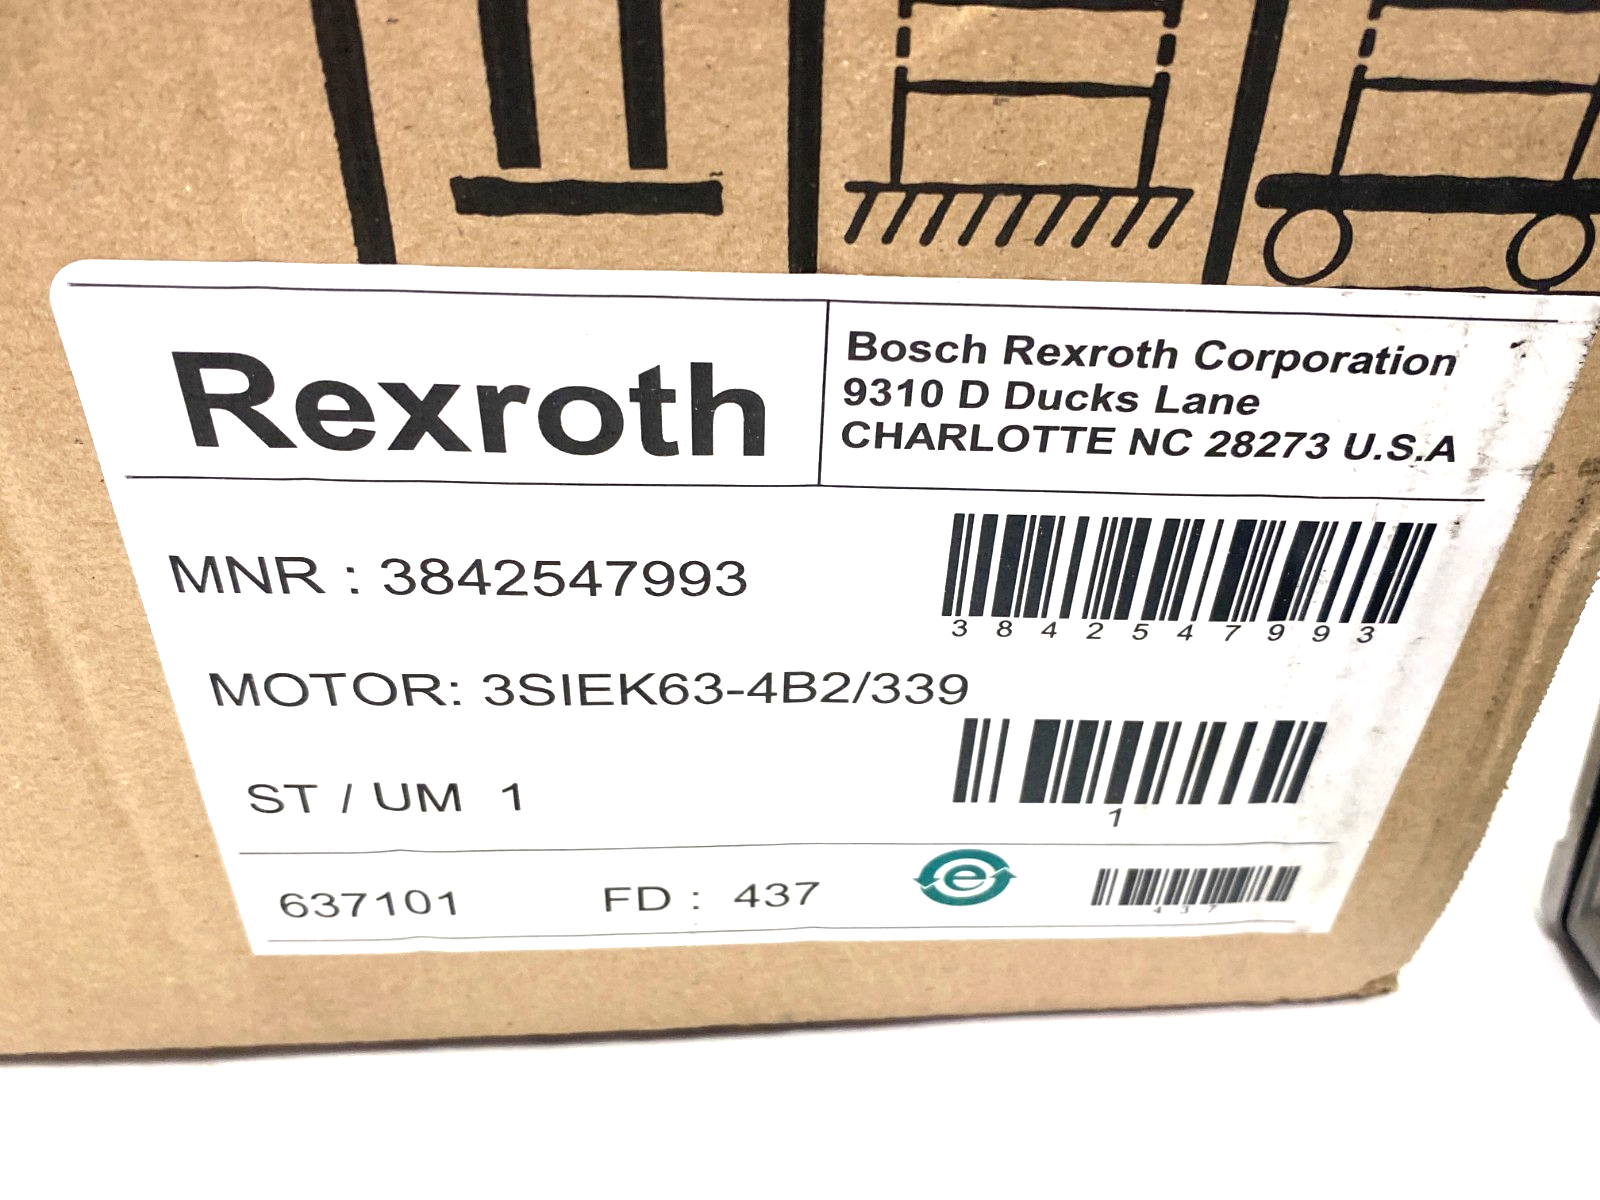 Rexroth
Bosch Rexroth Corporation
9310 D Ducks Lane
CHARLOTTE NC 28273 U.S.A
MNR : 3842547993
3842547993
MOTOR: 3SIEK63-4B2/339
ST / UM 1
1
637101 FD : 437
e
437